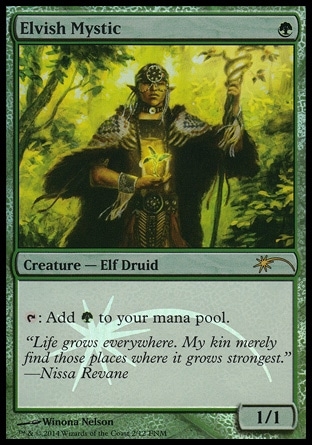 Elvish Mystic
Creature — Elf Druid
: Add to your mana pool.
“Life grows everywhere. My kin merely
find those places where it grows strongest.”
—Nissa Revane
Winona Nelson
™ & © 2014 Wizards of the Coast 2/12 FNM
1/1